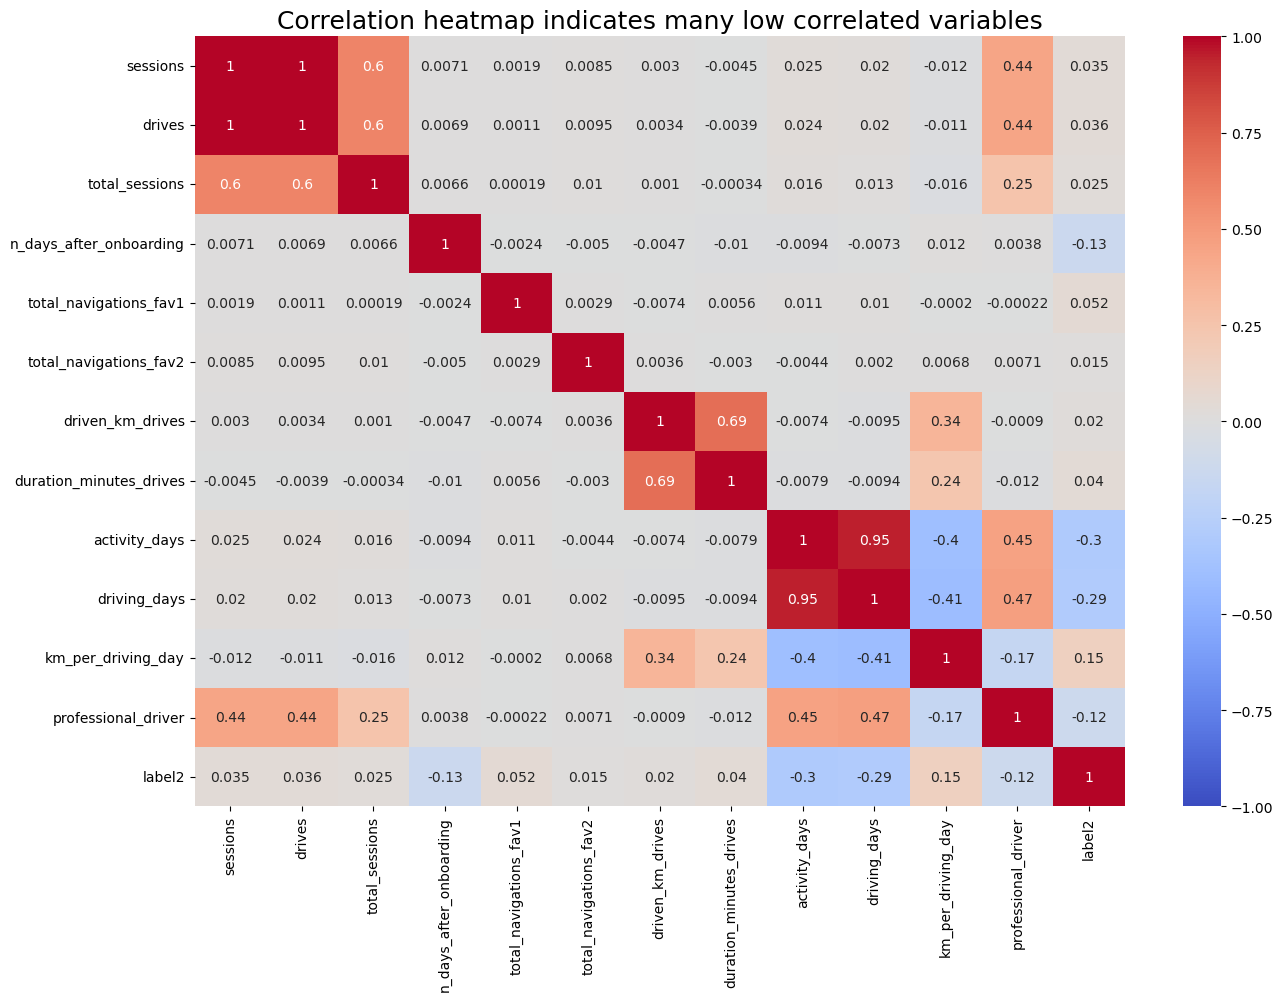 Correlation heatmap indicates many low correlated variables
sessions 1 1 0.6 0.0071 0.0019 0.0085 0.003 -0.0045 0.025 0.02 -0.012 0.44 0.035
drives 1 1 0.6 0.0069 0.0011 0.0095 0.0034 -0.0039 0.024 0.02 -0.011 0.44 0.036
total_sessions 0.6 0.6 1 0.0066 0.00019 0.01 0.001 -0.00034 0.016 0.013 -0.016 0.25 0.025
n_days_after_onboarding 0.0071 0.0069 0.0066 1 -0.0024 -0.005 -0.0047 -0.01 -0.0094 -0.0073 0.012 0.0038 -0.13
total_navigations_fav1 0.0019 0.0011 0.00019 -0.0024 1 0.0029 -0.0074 0.0056 0.011 0.01 -0.0002 -0.00022 0.052
total_navigations_fav2 0.0085 0.0095 0.01 -0.005 0.0029 1 0.0036 -0.003 -0.0044 0.002 0.0068 0.0071 0.015
driven_km_drives 0.003 0.0034 0.001 -0.0047 -0.0074 0.0036 1 0.69 -0.0074 -0.0095 0.34 -0.0009 0.02
duration_minutes_drives -0.0045 -0.0039 -0.00034 -0.01 0.0056 -0.003 0.69 1 -0.0079 -0.0094 0.24 -0.012 0.04
activity_days 0.025 0.024 0.016 -0.0094 0.011 -0.0044 -0.0074 -0.0079 1 0.95 -0.4 0.45 -0.3
driving_days 0.02 0.02 0.013 -0.0073 0.01 0.002 -0.0095 -0.0094 0.95 1 -0.41 0.47 -0.29
km_per_driving_day -0.012 -0.011 -0.016 0.012 -0.0002 0.0068 0.34 0.24 -0.4 -0.41 1 -0.17 0.15
professional_driver 0.44 0.44 0.25 0.0038 -0.00022 0.0071 -0.0009 -0.012 0.45 0.47 -0.17 1 -0.12
label2 0.035 0.036 0.025 -0.13 0.052 0.015 0.02 0.04 -0.3 -0.29 0.15 -0.12 1
sessions
drives
total_sessions
n_days_after_onboarding
total_navigations_fav1
total_navigations_fav2
driven_km_drives
duration_minutes_drives
activity_days
driving_days
km_per_driving_day
professional_driver
label2
1.00
0.75
0.50
0.25
0.00
−0.25
−0.50
−0.75
−1.00